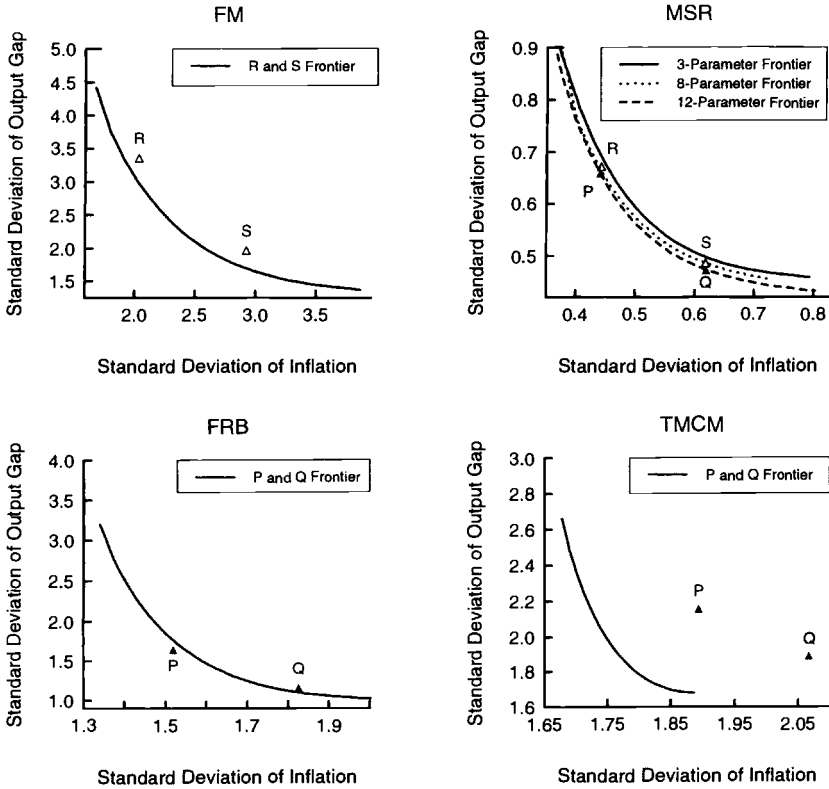 FM
Standard Deviation of Output Gap
5.0
4.5
4.0
3.5
3.0
2.5
2.0
1.5
R and S Frontier
R
S
2.0 2.5 3.0 3.5
Standard Deviation of Inflation
MSR
Standard Deviation of Output Gap
0.9
0.8
0.7
0.6
0.5
3-Parameter Frontier
8-Parameter Frontier
12-Parameter Frontier
R
P
S
Q
0.4 0.5 0.6 0.7 0.8
Standard Deviation of Inflation
FRB
Standard Deviation of Output Gap
4.0
3.5
3.0
2.5
2.0
1.5
1.0
P and Q Frontier
P
Q
1.3 1.5 1.7 1.9
Standard Deviation of Inflation
TMCM
Standard Deviation of Output Gap
3.0
2.8
2.6
2.4
2.2
2.0
1.8
1.6
P and Q Frontier
P
Q
1.65 1.75 1.85 1.95 2.05
Standard Deviation of Inflation